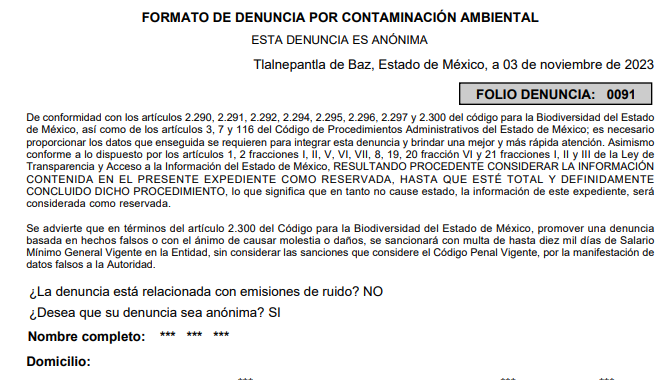 FORMATO DE DENUNCIA POR CONTAMINACIÓN AMBIENTAL
ESTA DENUNCIA ES ANÓNIMA
Tlalnepantla de Baz, Estado de México, a 03 de noviembre de 2023
FOLIO DENUNCIA: 0091
De conformidad con los artículos 2.290, 2.291, 2.292, 2.294, 2.295, 2.296, 2.297 y 2.300 del código para la Biodiversidad del Estado
de México, así como de los artículos 3, 7 y 116 del Código de Procedimientos Administrativos del Estado de México; es necesario
proporcionar los datos que enseguida se requieren para integrar esta denuncia y brindar una mejor y más rápida atención. Asimismo
conforme a lo dispuesto por los artículos 1, 2 fracciones I, II, V, VI, VII, 8, 19, 20 fracción VI y 21 fracciones I, II y III de la Ley de
Transparencia y Acceso a la Información del Estado de México, RESULTANDO PROCEDENTE CONSIDERAR LA INFORMACIÓN
CONTENIDA EN EL PRESENTE EXPEDIENTE COMO RESERVADA, HASTA QUE ESTÉ TOTAL Y DEFINIDAMENTE
CONCLUIDO DICHO PROCEDIMIENTO, lo que significa que en tanto no cause estado, la información de este expediente, será
considerada como reservada.
Se advierte que en términos del artículo 2.300 del Código para la Biodiversidad del Estado de México, promover una denuncia
basada en hechos falsos o con el ánimo de causar molestia o daños, se sancionará con multa de hasta diez mil días de Salario
Mínimo General Vigente en la Entidad, sin considerar las sanciones que considere el Código Penal Vigente, por la manifestación de
datos falsos a la Autoridad.
¿La denuncia está relacionada con emisiones de ruido? NO
¿Desea que su denuncia sea anónima? SI
Nombre completo: *** *** ***
Domicilio:
*** *** ***